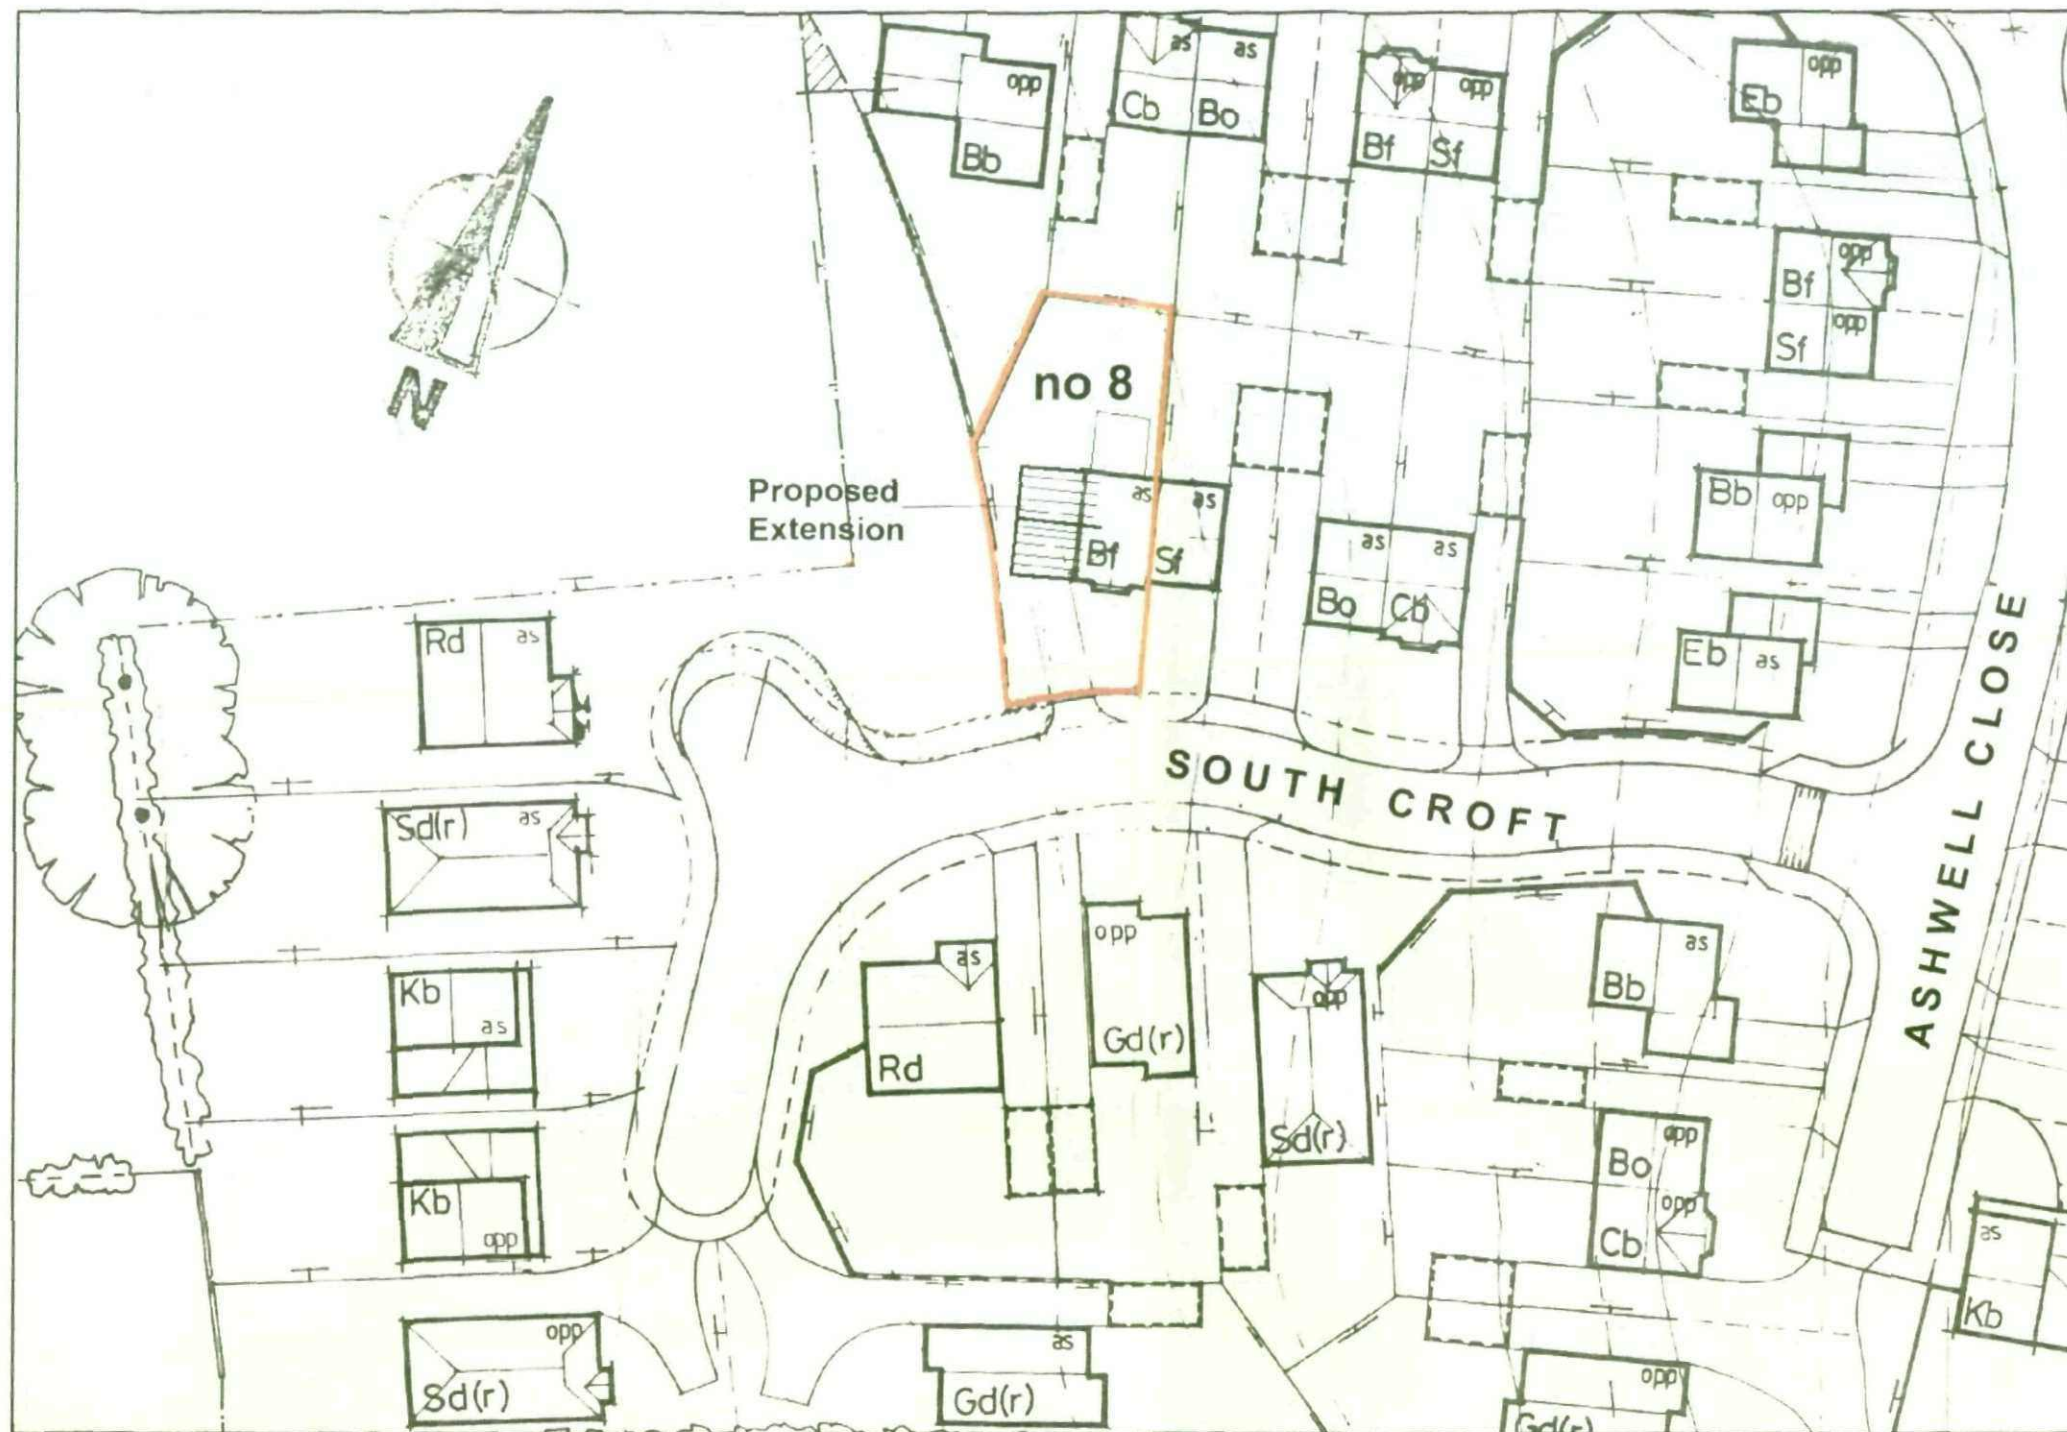 as as
Cb Bo
opp
Bb
opp opp
Bf Sf
opp
Eb
opp
Bf
opp
Sf
N
no 8
Proposed
Extension
as as
Bf Sf
as as
Bo Cb
Bb opp
Eb as
ASHWELL CLOSE
SOUTH CROFT
Rd as
Sd(r) as
Kb
as
Kb
opp
opp
Sd(r)
as
Rd
opp
Gd(r)
opp
Sd(r)
as
Bb
opp
Bo
opp
Cb
as
Kb
as
Gd(r)
opp
Gd(r)